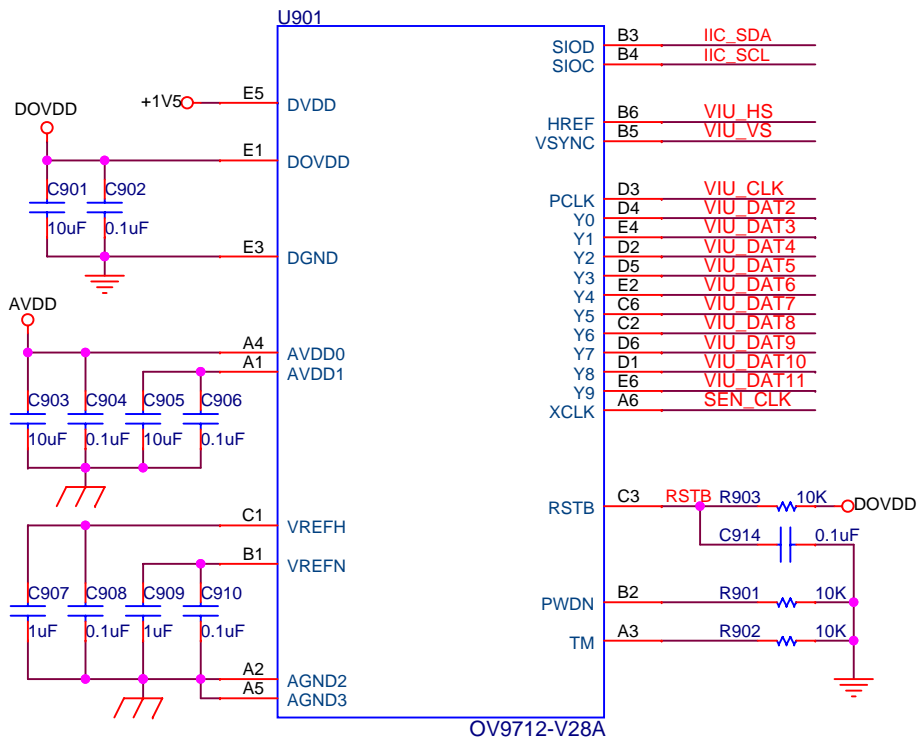 U901
B3 IIC_SDA
SIOD
B4 IIC_SCL
SIOC
+1V5 E5
DVDD
DOVDD
B6 VIU_HS
HREF
B5 VIU_VS
VSYNC
E1
DOVDD
C901 C902
10uF 0.1uF
D3 VIU_CLK
PCLK
D4 VIU_DAT2
Y0
E4 VIU_DAT3
Y1
E3
DGND
D2 VIU_DAT4
Y2
D5 VIU_DAT5
Y3
E2 VIU_DAT6
Y4
C6 VIU_DAT7
Y5
C2 VIU_DAT8
Y6
D6 VIU_DAT9
Y7
D1 VIU_DAT10
Y8
E6 VIU_DAT11
Y9
A6 SEN_CLK
XCLK
AVDD
A4
AVDD0
A1
AVDD1
C903 C904 C905 C906
10uF 0.1uF 10uF 0.1uF
C3 RSTB R903 10K
RSTB
DOVDD
C914 0.1uF
C1
VREFH
B1
VREFN
C907 C908 C909 C910
1uF 0.1uF 1uF 0.1uF
B2 R901 10K
PWDN
A3 R902 10K
TM
A2
AGND2
A5
AGND3
OV9712-V28A